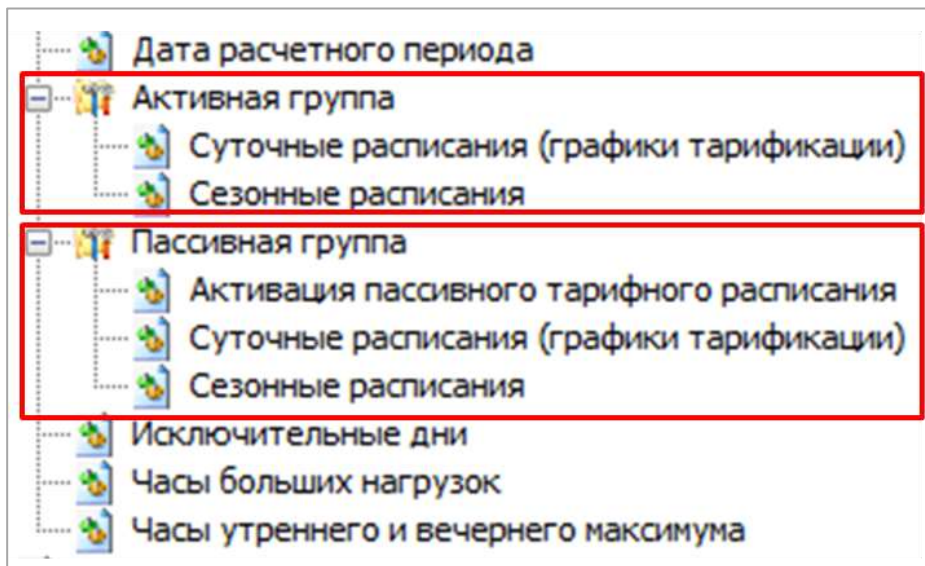 Дата расчетного периода
Активная группа
Суточные расписания (графики тарификации)
Сезонные расписания
Пассивная группа
Активация пассивного тарифного расписания
Суточные расписания (графики тарификации)
Сезонные расписания
Исключительные дни
Часы больших нагрузок
Часы утреннего и вечернего максимума